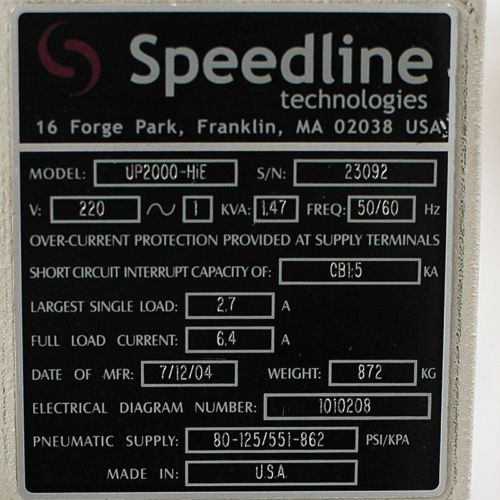 Speedline
technologies
16 Forge Park, Franklin, MA 02038 USA
MODEL: UP2000-HiE S/N: 23092
V: 220 ~ 1 KVA: 1.47 FREQ: 50/60 Hz
OVER-CURRENT PROTECTION PROVIDED AT SUPPLY TERMINALS
SHORT CIRCUIT INTERRUPT CAPACITY OF: CB1:5 KA
LARGEST SINGLE LOAD: 2.7 A
FULL LOAD CURRENT: 6.4 A
DATE OF MFR: 7/12/04 WEIGHT: 872 KG
ELECTRICAL DIAGRAM NUMBER: 1010208
PNEUMATIC SUPPLY: 80-125/551-862 PSI/KPA
MADE IN: U.S.A.